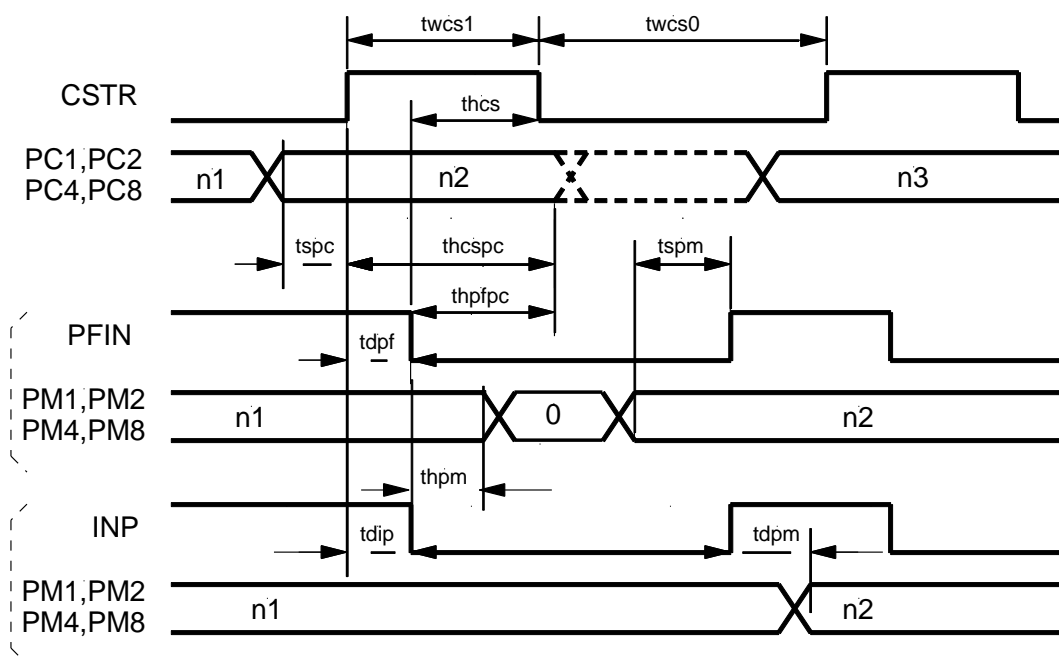 twcs1 twcs0
CSTR
thcs
PC1,PC2
PC4,PC8
n1 n2 n3
tspc thcspc tspm
thpfpc
PFIN
tdpf
PM1,PM2
PM4,PM8
n1 0 n2
thpm
INP
tdip tdpm
PM1,PM2
PM4,PM8
n1 n2